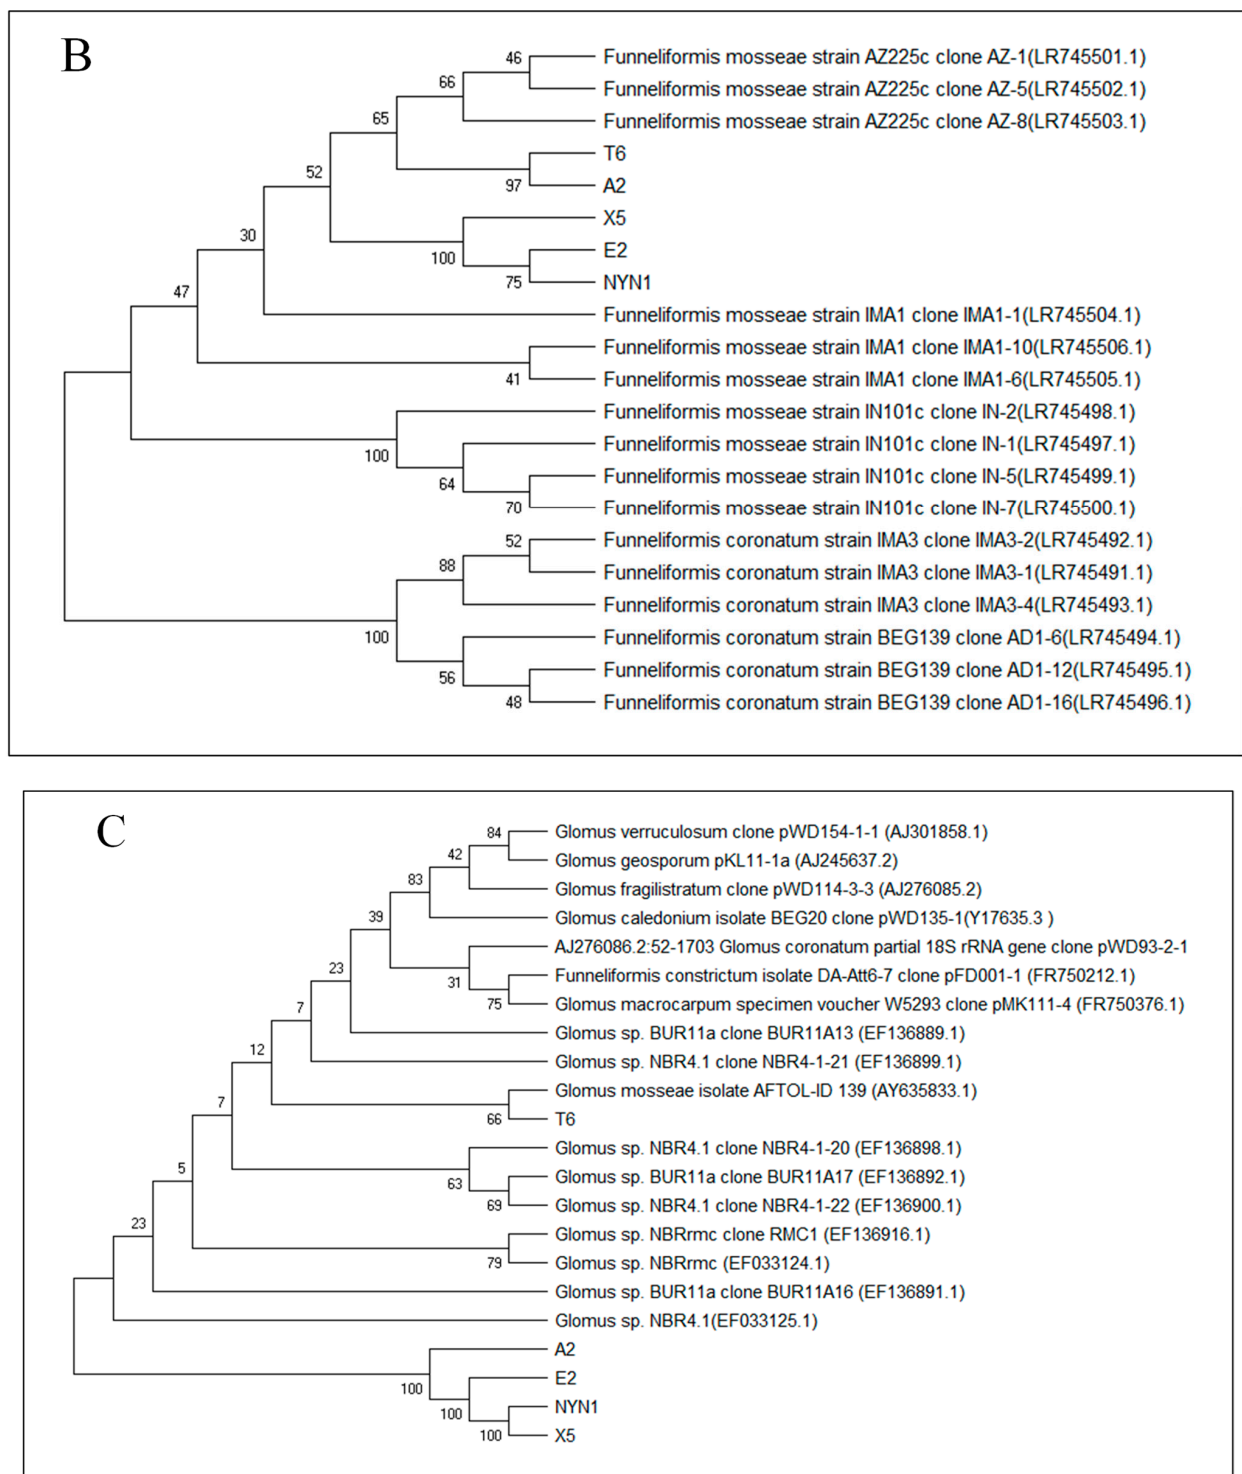 B
46
Funneliformis mosseae strain AZ225c clone AZ-1(LR745501.1)
66
Funneliformis mosseae strain AZ225c clone AZ-5(LR745502.1)
65
Funneliformis mosseae strain AZ225c clone AZ-8(LR745503.1)
T6
52
97
A2
X5
30
100
E2
75
NYN1
47
Funneliformis mosseae strain IMA1 clone IMA1-1(LR745504.1)
Funneliformis mosseae strain IMA1 clone IMA1-10(LR745506.1)
41
Funneliformis mosseae strain IMA1 clone IMA1-6(LR745505.1)
Funneliformis mosseae strain IN101c clone IN-2(LR745498.1)
100
Funneliformis mosseae strain IN101c clone IN-1(LR745497.1)
64
Funneliformis mosseae strain IN101c clone IN-5(LR745499.1)
70
Funneliformis mosseae strain IN101c clone IN-7(LR745500.1)
52
Funneliformis coronatum strain IMA3 clone IMA3-2(LR745492.1)
88
Funneliformis coronatum strain IMA3 clone IMA3-1(LR745491.1)
Funneliformis coronatum strain IMA3 clone IMA3-4(LR745493.1)
100
Funneliformis coronatum strain BEG139 clone AD1-6(LR745494.1)
56
Funneliformis coronatum strain BEG139 clone AD1-12(LR745495.1)
48
Funneliformis coronatum strain BEG139 clone AD1-16(LR745496.1)
C
84
Glomus verruculosum clone pWD154-1-1 (AJ301858.1)
42
Glomus geosporum pKL11-1a (AJ245637.2)
83
Glomus fragilistratum clone pWD114-3-3 (AJ276085.2)
39
Glomus caledonium isolate BEG20 clone pWD135-1(Y17635.3 )
AJ276086.2:52-1703 Glomus coronatum partial 18S rRNA gene clone pWD93-2-1
23
31
Funneliformis constrictum isolate DA-Att6-7 clone pFD001-1 (FR750212.1)
75
Glomus macrocarpum specimen voucher W5293 clone pMK111-4 (FR750376.1)
7
Glomus sp. BUR11a clone BUR11A13 (EF136889.1)
12
Glomus sp. NBR4.1 clone NBR4-1-21 (EF136899.1)
Glomus mosseae isolate AFTOL-ID 139 (AY635833.1)
7
66
T6
Glomus sp. NBR4.1 clone NBR4-1-20 (EF136898.1)
5
63
Glomus sp. BUR11a clone BUR11A17 (EF136892.1)
69
Glomus sp. NBR4.1 clone NBR4-1-22 (EF136900.1)
23
Glomus sp. NBRrmc clone RMC1 (EF136916.1)
79
Glomus sp. NBRrmc (EF033124.1)
Glomus sp. BUR11a clone BUR11A16 (EF136891.1)
Glomus sp. NBR4.1(EF033125.1)
A2
100
E2
100
NYN1
100
X5